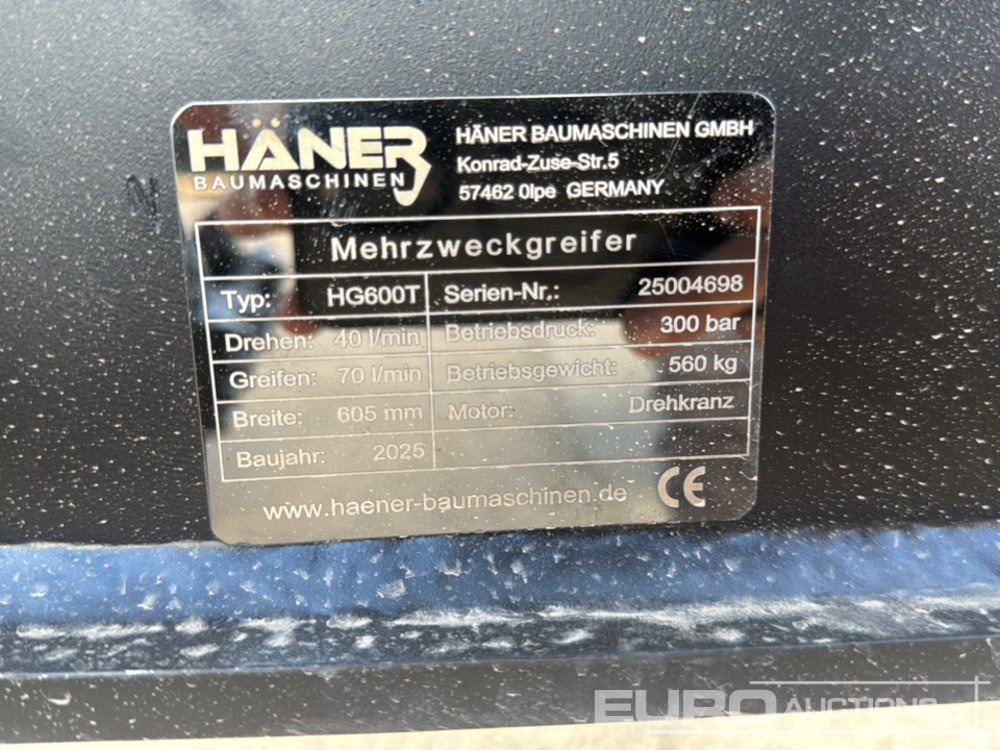 HÄNER
BAUMASCHINEN
HÄNER BAUMASCHINEN GMBH
Konrad-Zuse-Str.5
57462 0lpe GERMANY
Mehrzweckgreifer
Typ: HG600T Serien-Nr.: 25004698
Drehen: 40 l/min Betriebsdruck: 300 bar
Greifen: 70 l/min Betriebsgewicht: 560 kg
Breite: 605 mm Motor: Drehkranz
Baujahr: 2025
www.haener-baumaschinen.de CE
EURO AUCTIONS